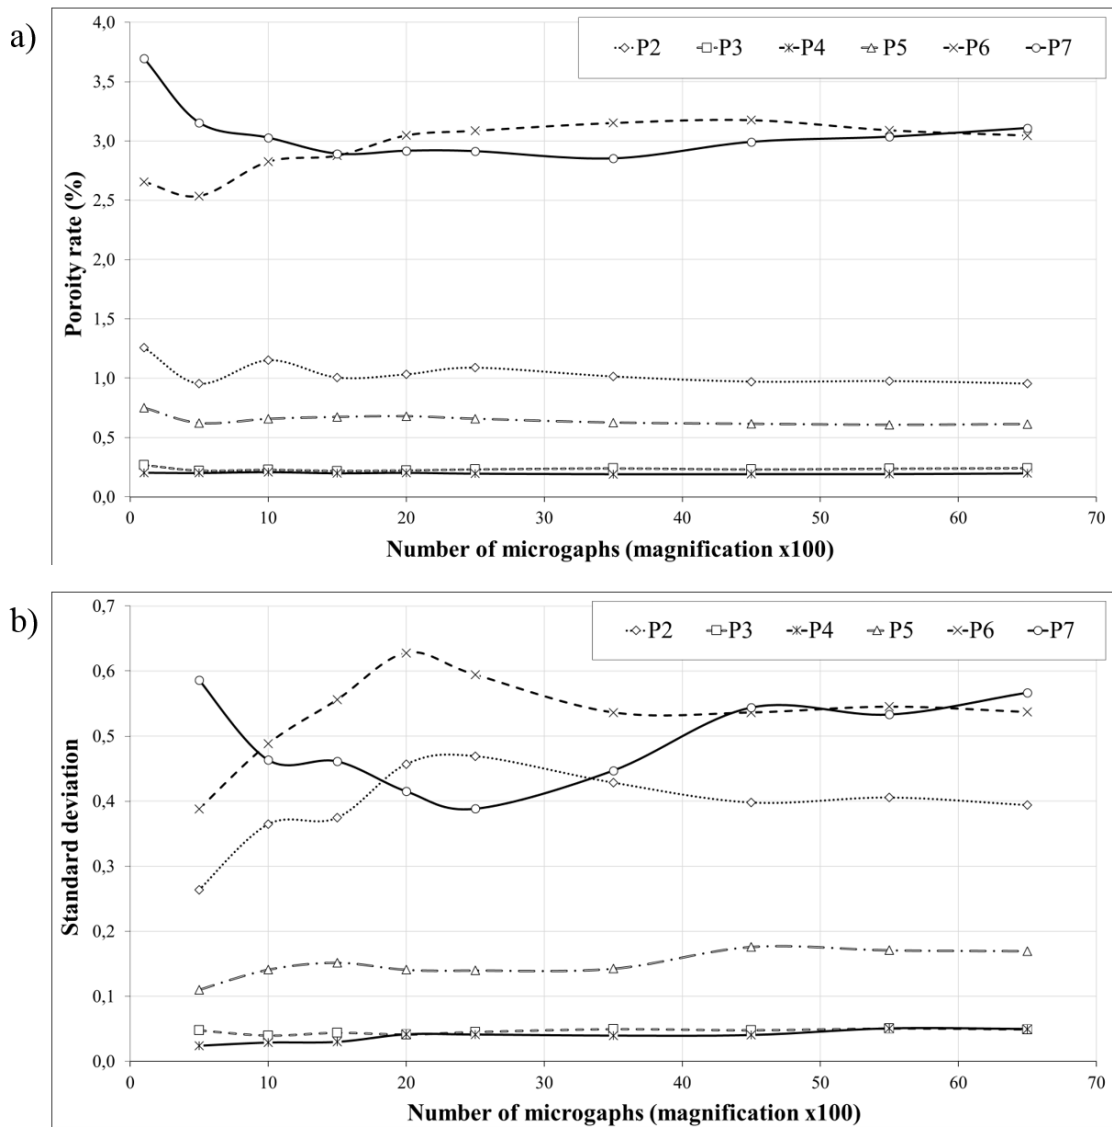 a)
4,0
3,5
3,0
2,5
2,0
1,5
1,0
0,5
0,0
P2 P3 P4 P5 P6 P7
Poroity rate (%)
0 10 20 30 40 50 60 70
Number of microgaphs (magnification x100)
b)
0,7
0,6
0,5
0,4
0,3
0,2
0,1
0,0
P2 P3 P4 P5 P6 P7
Standard deviation
0 10 20 30 40 50 60 70
Number of microgaphs (magnification x100)